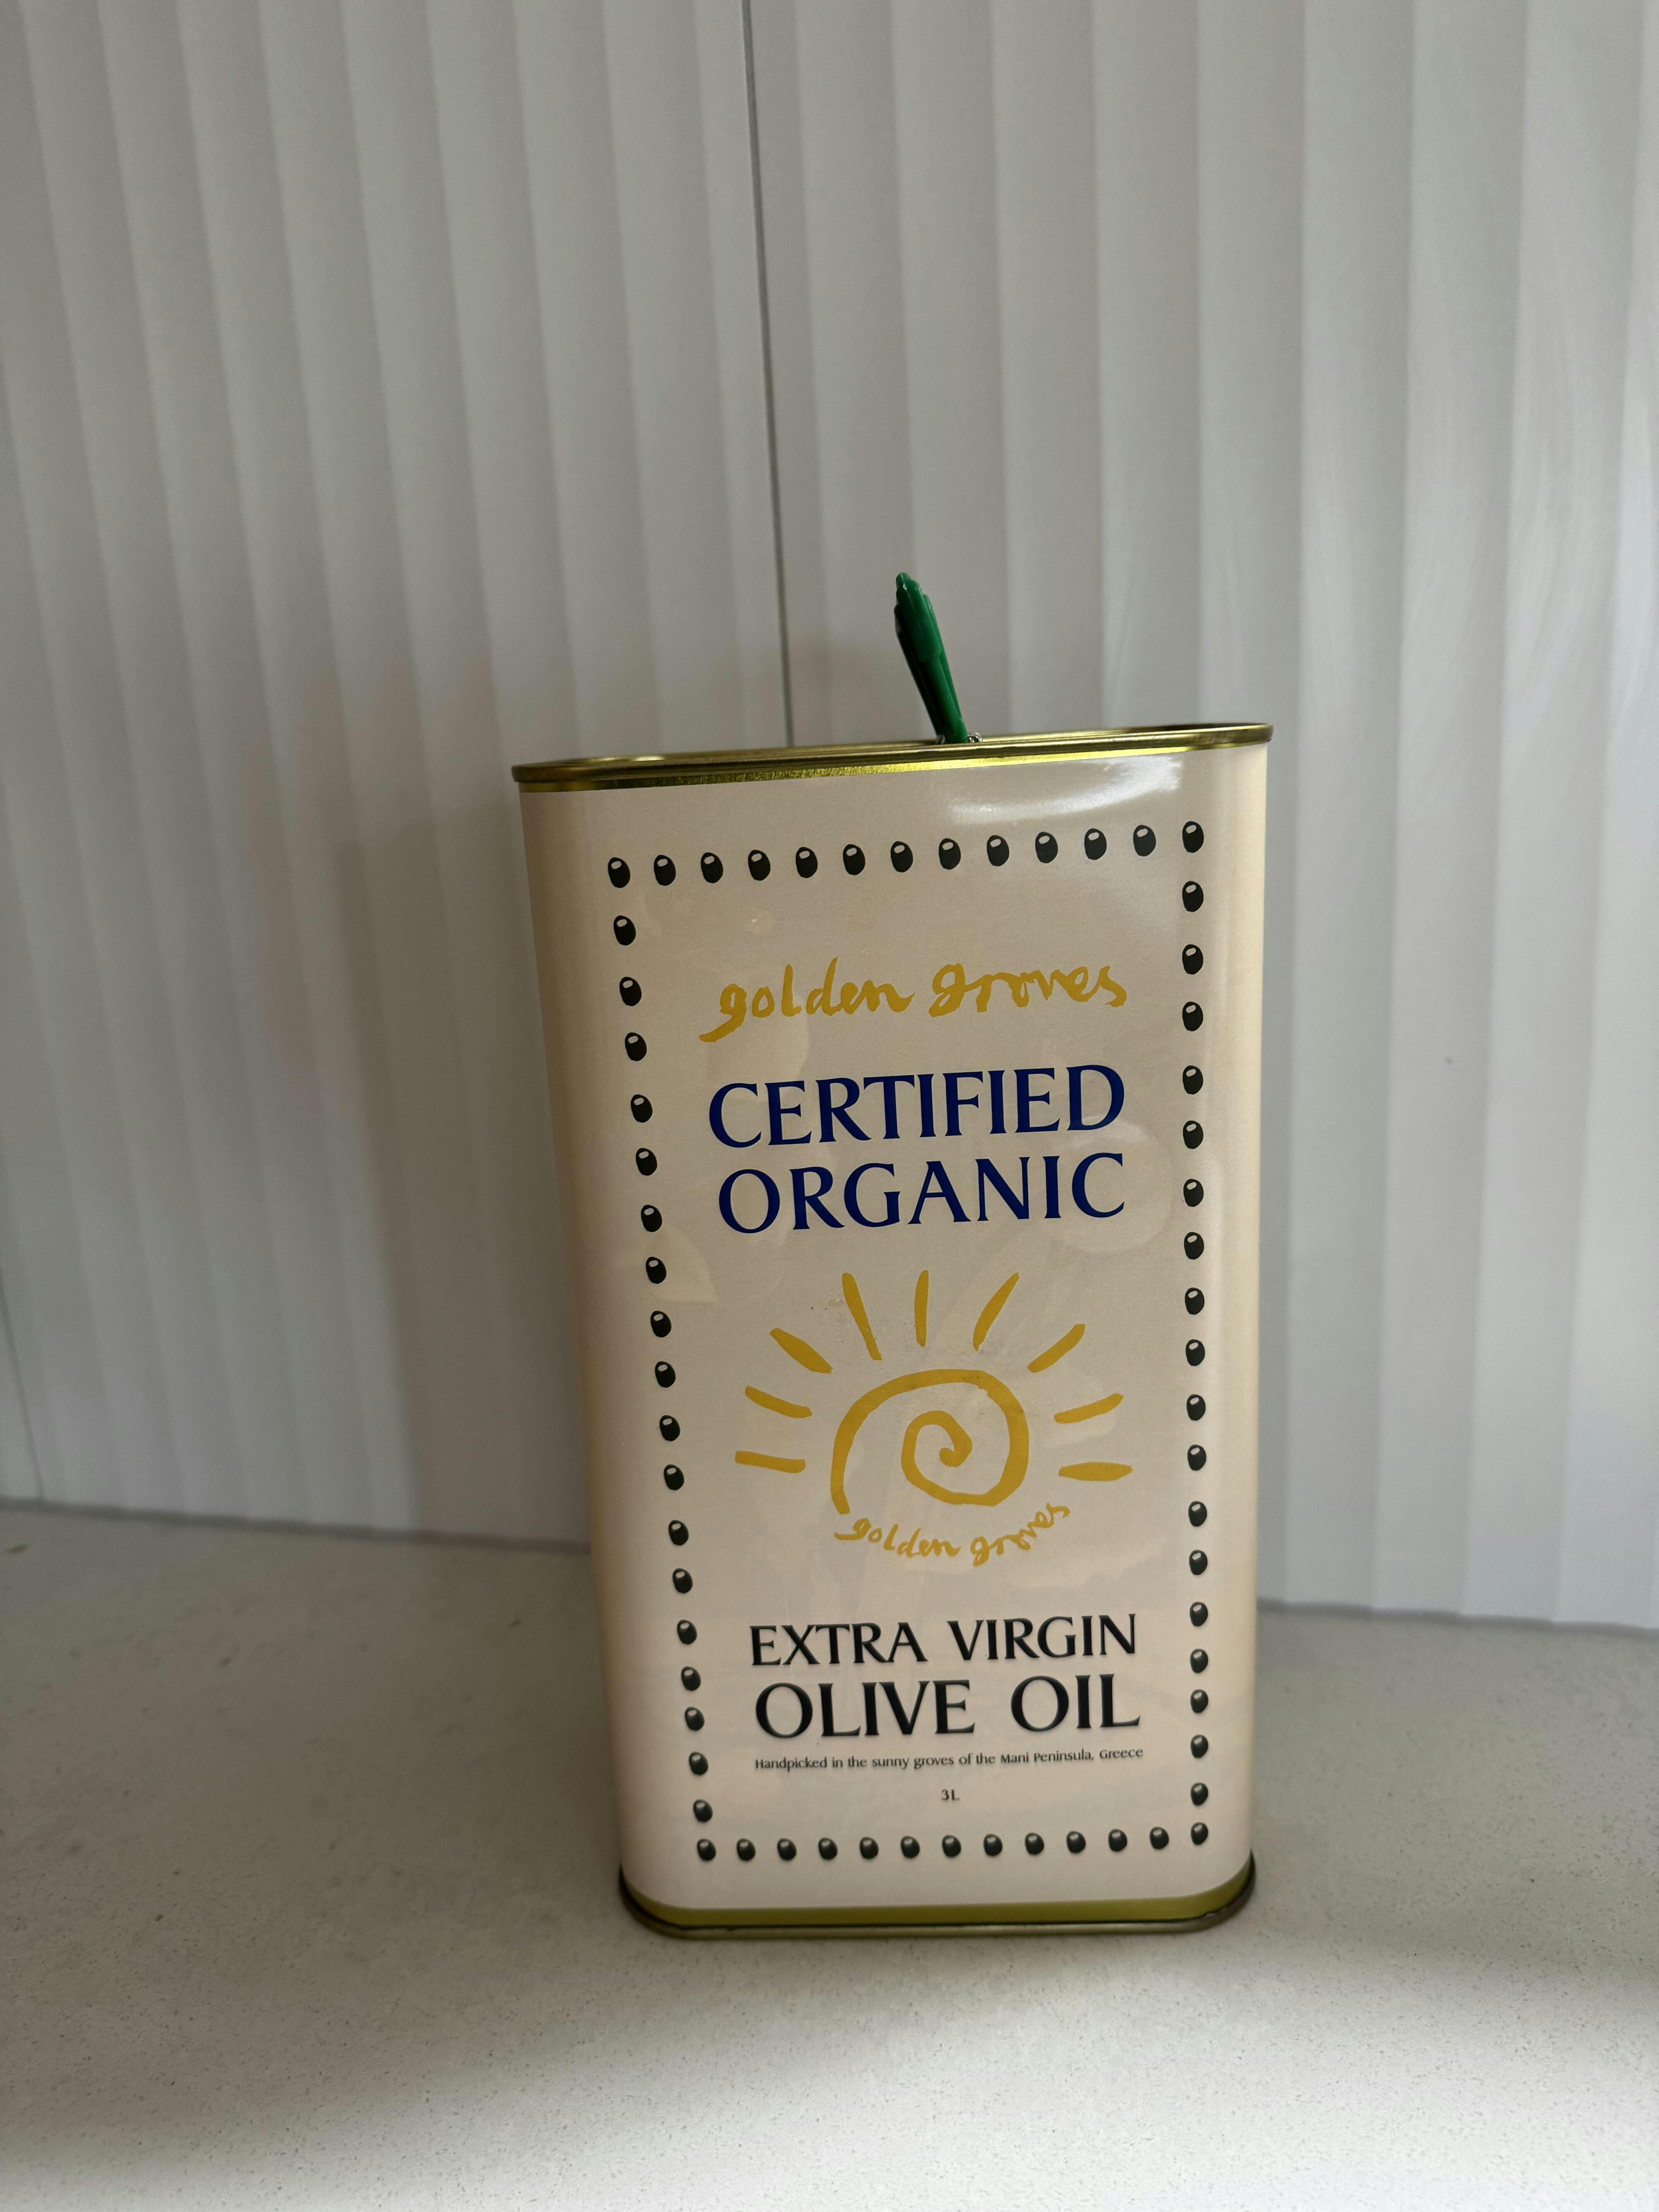 golden groves
CERTIFIED
ORGANIC
golden groves
EXTRA VIRGIN
OLIVE OIL
Handpicked in the sunny groves of the Mani Peninsula, Greece
3L